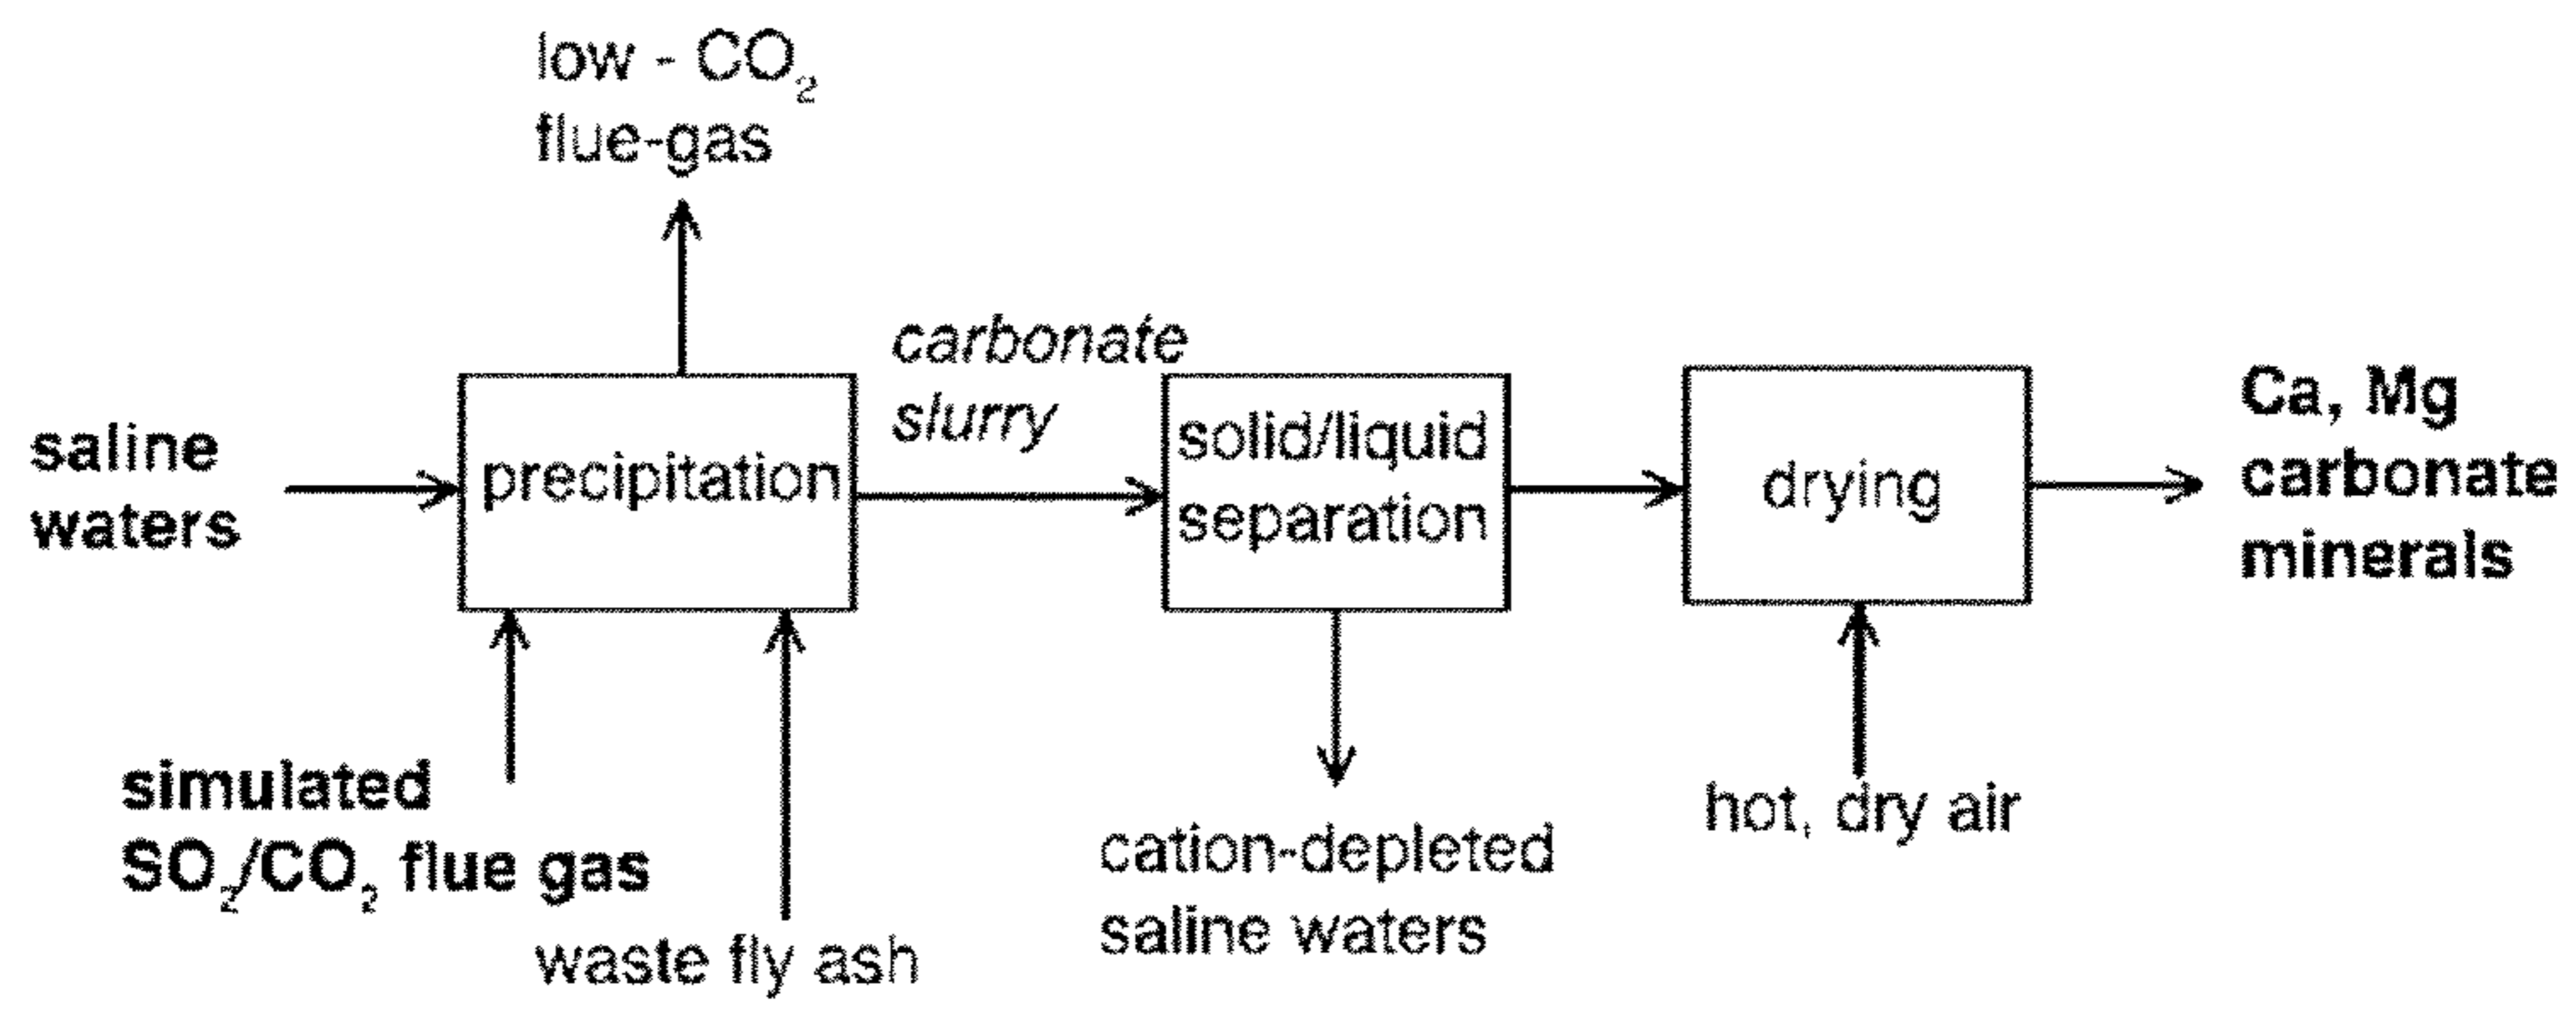 low - CO₂
flue-gas
saline
waters
precipitation
carbonate
slurry
solid/liquid
separation
drying
Ca, Mg
carbonate
minerals
simulated
SO₂/CO₂ flue gas
waste fly ash
cation-depleted
saline waters
hot, dry air